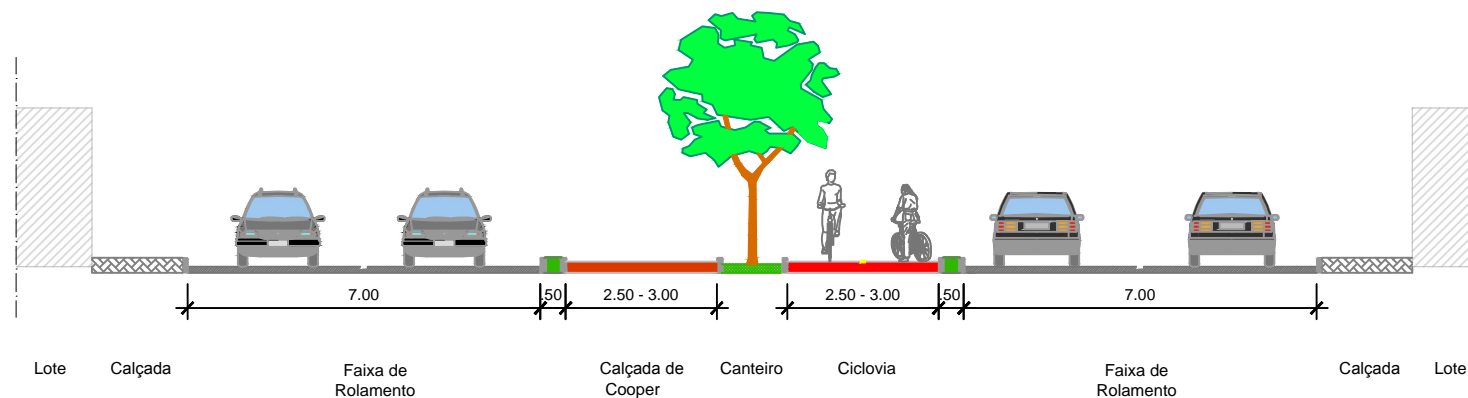 7.00
.50
2.50 - 3.00
2.50 - 3.00
.50
7.00
Lote
Calçada
Faixa de
Rolamento
Calçada de
Cooper
Canteiro
Ciclovia
Faixa de
Rolamento
Calçada
Lote